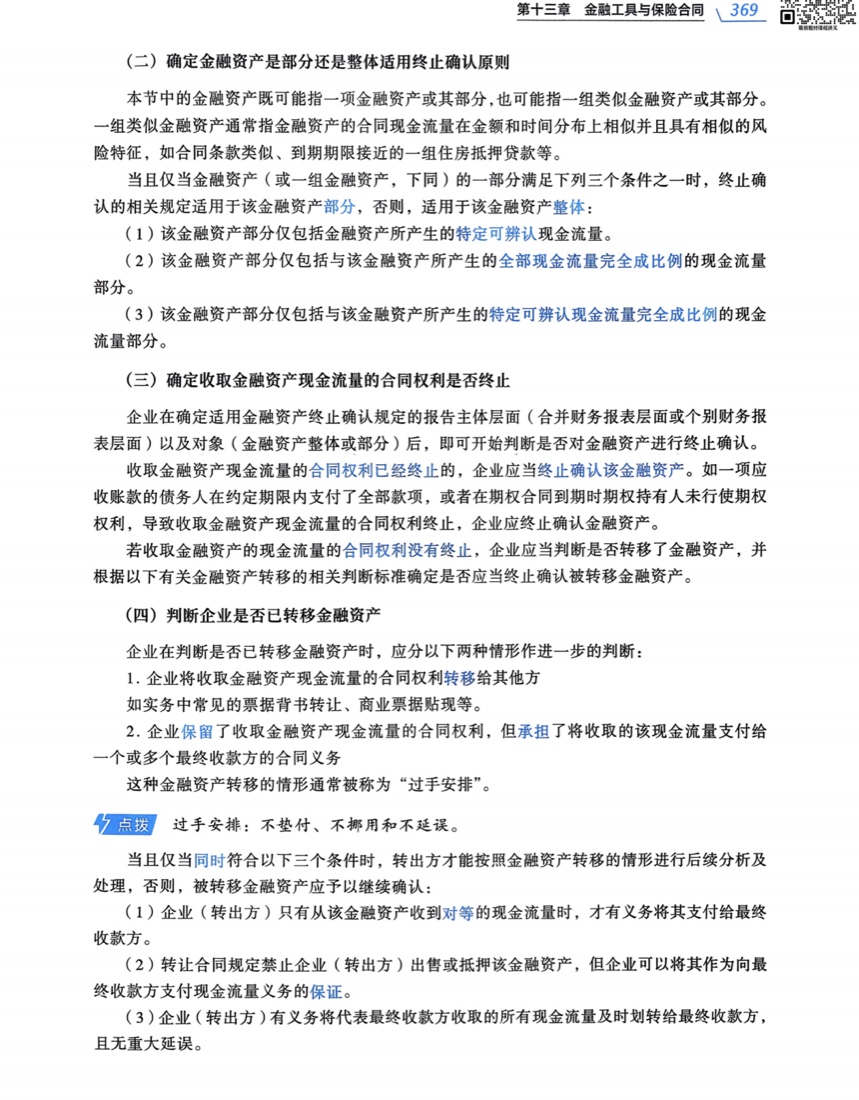 第十三章 金融工具与保险合同 369
（二）确定金融资产是部分还是整体适用终止确认原则
本节中的金融资产既可能指一项金融资产或其部分，也可能指一组类似金融资产或其部分。
一组类似金融资产通常指金融资产的合同现金流量在金额和时间分布上相似并且具有相似的风
险特征，如合同条款类似、到期期限接近的一组住房抵押贷款等。
当且仅当金融资产（或一组金融资产，下同）的一部分满足下列三个条件之一时，终止确
认的相关规定适用于该金融资产部分，否则，适用于该金融资产整体：
（1）该金融资产部分仅包括金融资产所产生的特定可辨认现金流量。
（2）该金融资产部分仅包括与该金融资产所产生的全部现金流量完全成比例的现金流量
部分。
（3）该金融资产部分仅包括与该金融资产所产生的特定可辨认现金流量完全成比例的现金
流量部分。
（三）确定收取金融资产现金流量的合同权利是否终止
企业在确定适用金融资产终止确认规定的报告主体层面（合并财务报表层面或个别财务报
表层面）以及对象（金融资产整体或部分）后，即可开始判断是否对金融资产进行终止确认。
收取金融资产现金流量的合同权利已经终止的，企业应当终止确认该金融资产。如一项应
收账款的债务人在约定期限内支付了全部款项，或者在期权合同到期时期权持有人未行使期权
权利，导致收取金融资产现金流量的合同权利终止，企业应终止确认金融资产。
若收取金融资产的现金流量的合同权利没有终止，企业应当判断是否转移了金融资产，并
根据以下有关金融资产转移的相关判断标准确定是否应当终止确认被转移金融资产。
（四）判断企业是否已转移金融资产
企业在判断是否已转移金融资产时，应分以下两种情形作进一步的判断：
1. 企业将收取金融资产现金流量的合同权利转移给其他方
如实务中常见的票据背书转让、商业票据贴现等。
2. 企业保留了收取金融资产现金流量的合同权利，但承担了将收取的该现金流量支付给
一个或多个最终收款方的合同义务
这种金融资产转移的情形通常被称为“过手安排”。
点拨 过手安排：不垫付、不挪用和不延误。
当且仅当同时符合以下三个条件时，转出方才能按照金融资产转移的情形进行后续分析及
处理，否则，被转移金融资产应予以继续确认：
（1）企业（转出方）只有从该金融资产收到对等的现金流量时，才有义务将其支付给最终
收款方。
（2）转让合同规定禁止企业（转出方）出售或抵押该金融资产，但企业可以将其作为向最
终收款方支付现金流量义务的保证。
（3）企业（转出方）有义务将代表最终收款方收取的所有现金流量及时划转给最终收款方，
且无重大延误。